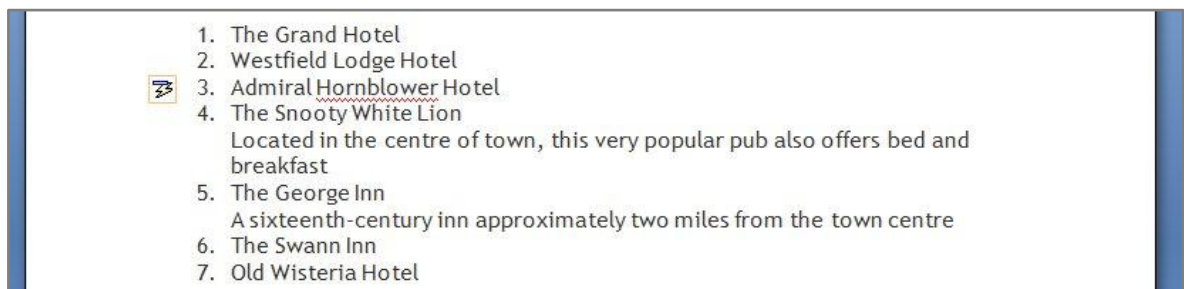 1. The Grand Hotel
2. Westfield Lodge Hotel
3. Admiral Hornblower Hotel
4. The Snooty White Lion
Located in the centre of town, this very popular pub also offers bed and
breakfast
5. The George Inn
A sixteenth-century inn approximately two miles from the town centre
6. The Swann Inn
7. Old Wisteria Hotel